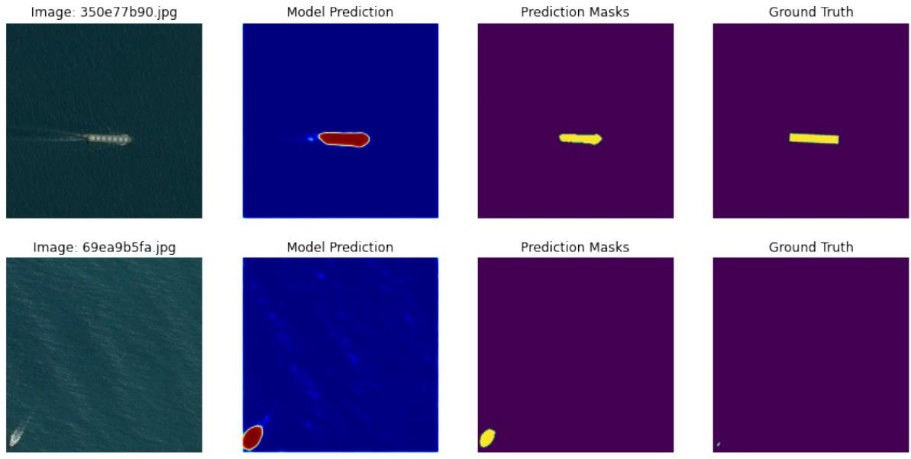 Image: 350e77b90.jpg
Model Prediction
Prediction Masks
Ground Truth
Image: 69ea9b5fa.jpg
Model Prediction
Prediction Masks
Ground Truth